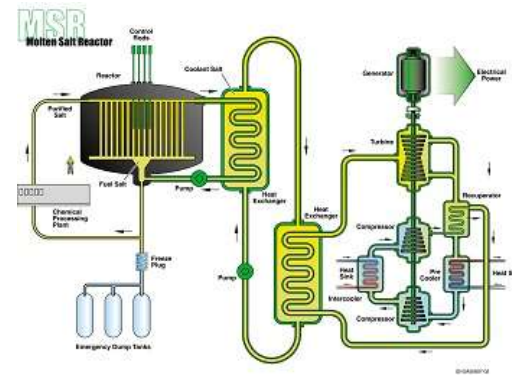 MSR
Molten Salt Reactor
Control
Rods
Reactor
Coolant Salt
Purified
Salt
Fuel Salt
Pump
Chemical
Processing
Plant
Freeze
Plug
Emergency Dump Tanks
Heat
Exchanger
Pump
Heat
Exchanger
Generator
Electrical
Power
Turbine
Recuperator
Compressor
Heat
Sink
Pre
Cooler
Heat S
Intercooler
Compressor